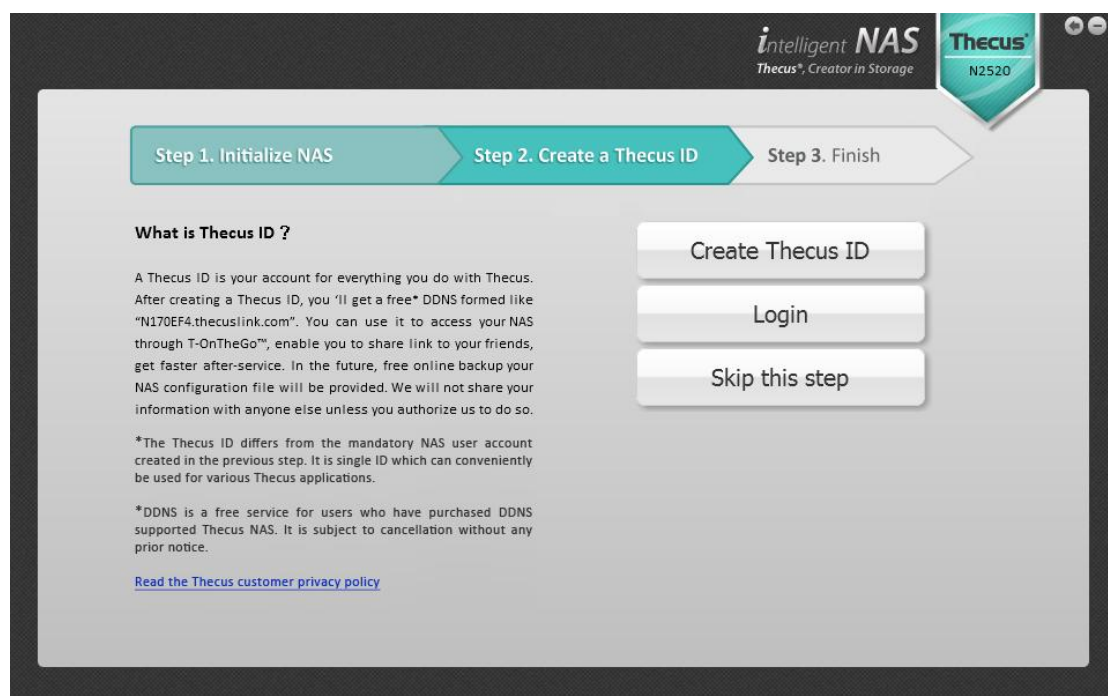 intelligent NAS
Thecus®, Creator in Storage
Thecus®
N2520
Step 1. Initialize NAS
Step 2. Create a Thecus ID
Step 3. Finish
What is Thecus ID ?
A Thecus ID is your account for everything you do with Thecus.
After creating a Thecus ID, you 'll get a free* DDNS formed like
“N170EF4.thecuslink.com”. You can use it to access your NAS
through T-OnTheGo™, enable you to share link to your friends,
get faster after-service. In the future, free online backup your
NAS configuration file will be provided. We will not share your
information with anyone else unless you authorize us to do so.
*The Thecus ID differs from the mandatory NAS user account
created in the previous step. It is single ID which can conveniently
be used for various Thecus applications.
*DDNS is a free service for users who have purchased DDNS
supported Thecus NAS. It is subject to cancellation without any
prior notice.
Read the Thecus customer privacy policy
Create Thecus ID
Login
Skip this step